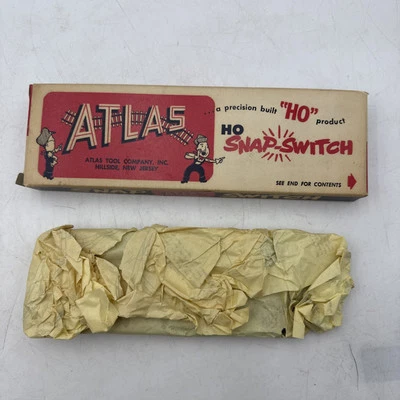 ATLAS
ATLAS TOOL COMPANY, INC.
HILLSIDE, NEW JERSEY
a precision built "HO" product
HO
SNAP-SWITCH
SEE END FOR CONTENTS